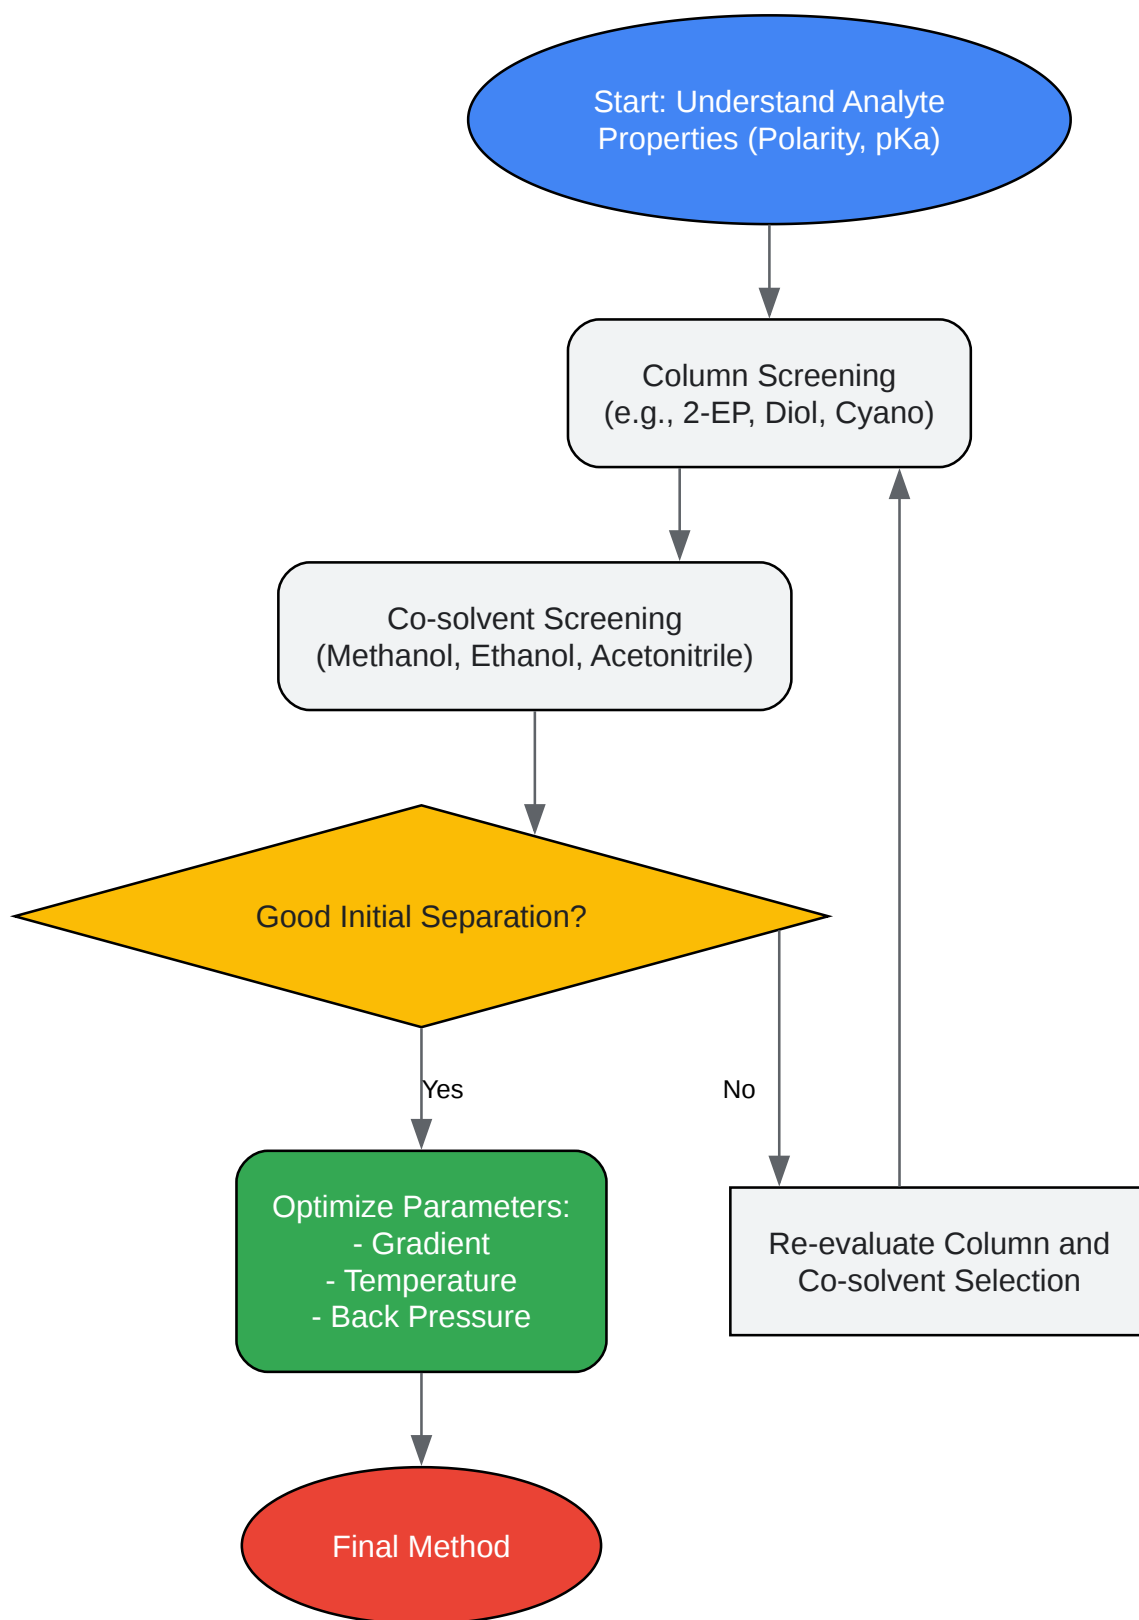 Start: Understand Analyte
Properties (Polarity, pKa)
Column Screening
(e.g., 2-EP, Diol, Cyano)
Co-solvent Screening
(Methanol, Ethanol, Acetonitrile)
Good Initial Separation?
Yes
No
Optimize Parameters:
- Gradient
- Temperature
- Back Pressure
Re-evaluate Column and
Co-solvent Selection
Final Method